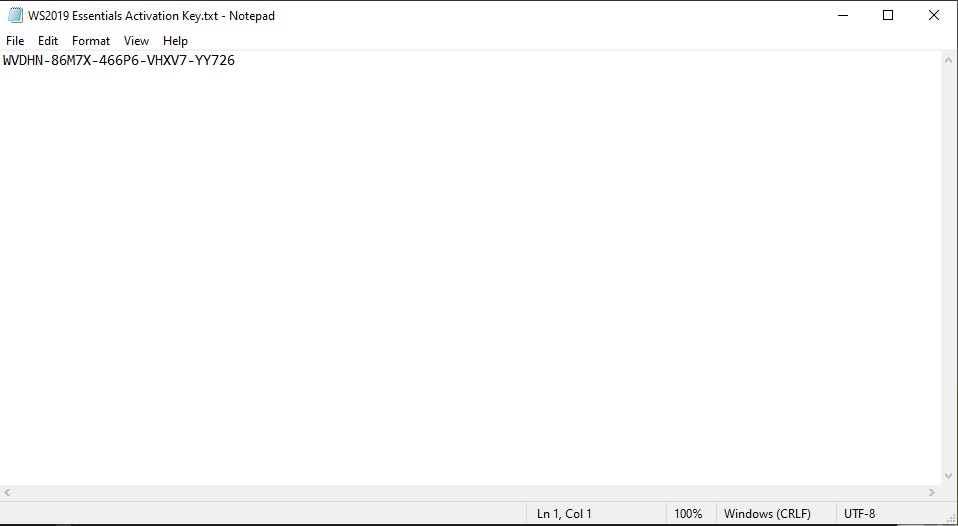 WS2019 Essentials Activation Key.txt - Notepad
File Edit Format View Help
WVDHN-86M7X-466P6-VHXV7-YY726
Ln 1, Col 1 100% Windows (CRLF) UTF-8